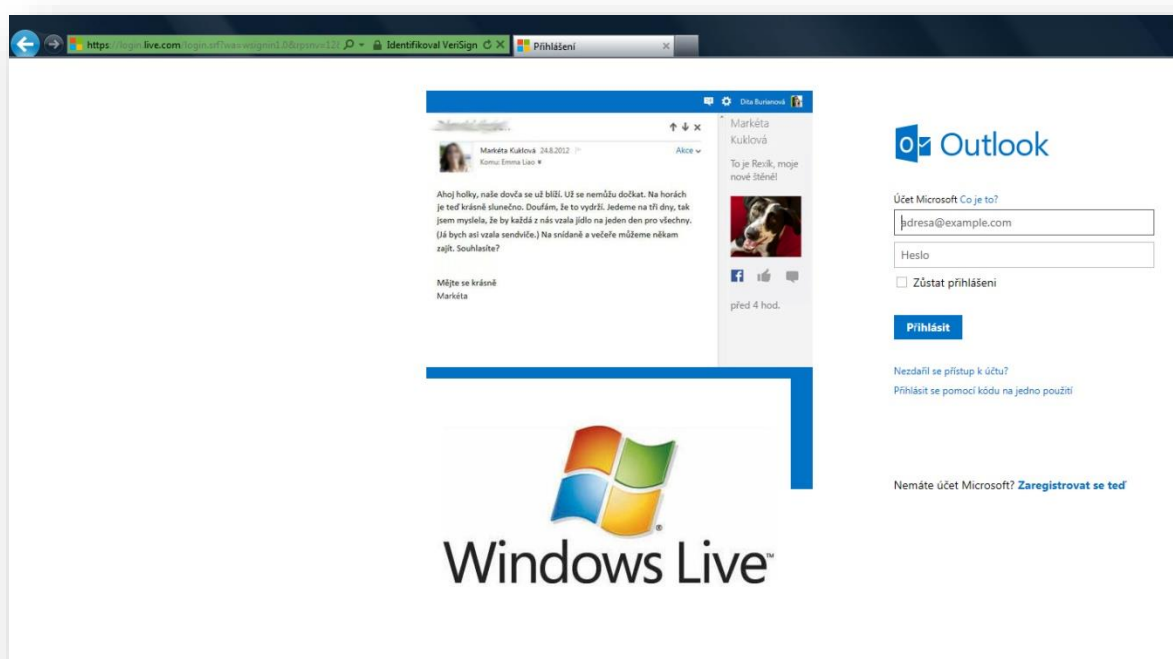 https://login.live.com/login.srf?wa=wsignin1.0&rpsnv=12&
Identifikoval VeriSign
Přihlášení
Dita Burianová
Markéta Kuklová 24.8.2012
Akce
Komu: Emma Liao
Ahoj holky, naše dovča se už blíží. Už se nemůžu dočkat. Na horách
je teď krásně slunečno. Doufám, že to vydrží. Jedeme na tři dny, tak
jsem myslela, že by každá z nás vzala jídlo na jeden den pro všechny.
(Já bych asi vzala sendviče.) Na snídaně a večeře můžeme někam
zajít. Souhlasíte?
Mějte se krásně
Markéta
Markéta
Kuklová
To je Rexík, moje
nové štěně!
před 4 hod.
Outlook
Účet Microsoft Co je to?
adresa@example.com
Heslo
Zůstat přihlášeni
Přihlásit
Nezdařil se přístup k účtu?
Přihlásit se pomocí kódu na jedno použití
Nemáte účet Microsoft? Zaregistrovat se teď
Windows Live™